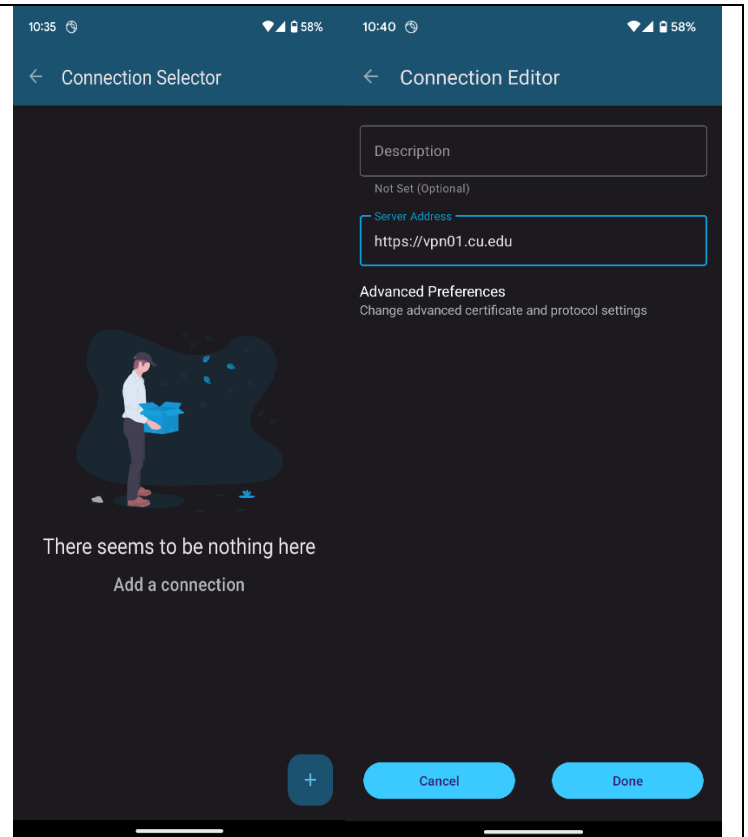 10:35
58%
Connection Selector
There seems to be nothing here
Add a connection
+
10:40
58%
Connection Editor
Description
Not Set (Optional)
Server Address
https://vpn01.cu.edu
Advanced Preferences
Change advanced certificate and protocol settings
Cancel
Done